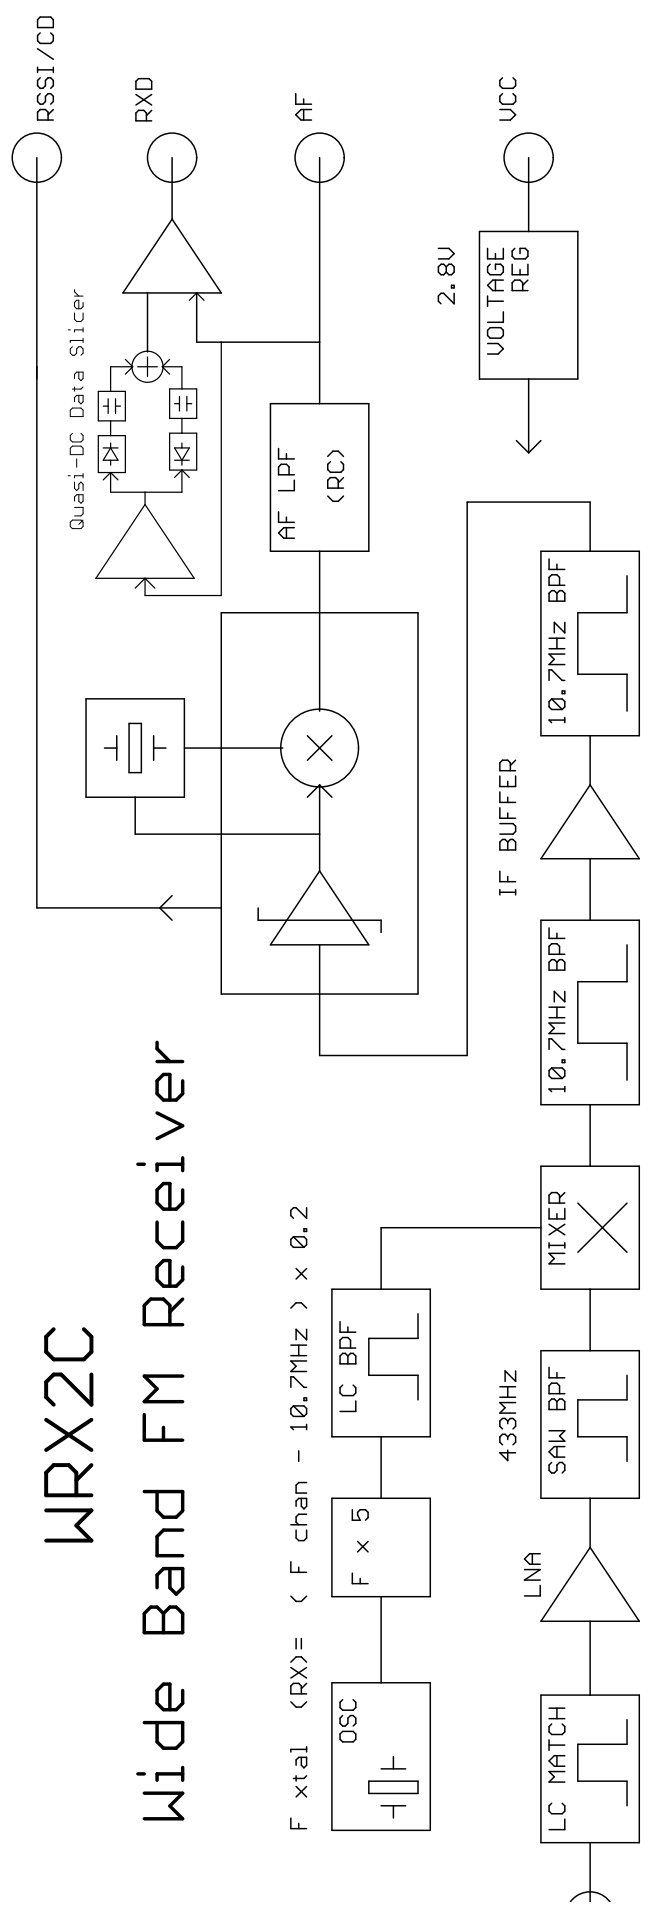 WRX2C
Wide Band FM Receiver
RSSI/CD
RXD
AF
VCC
Quasi-DC Data Slicer
2.8V
VOLTAGE
REG
AF LPF
(RC)
F xtal (RX)= ( F chan - 10.7MHz ) x 0.2
OSC
F x 5
LC BPF
LC MATCH
LNA
433MHz
SAW BPF
MIXER
10.7MHz BPF
IF BUFFER
10.7MHz BPF